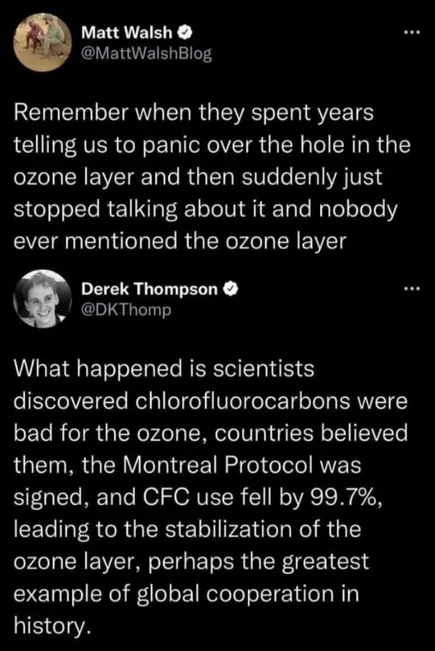 Matt Walsh
@MattWalshBlog
Remember when they spent years
telling us to panic over the hole in the
ozone layer and then suddenly just
stopped talking about it and nobody
ever mentioned the ozone layer
Derek Thompson
@DKThomp
What happened is scientists
discovered chlorofluorocarbons were
bad for the ozone, countries believed
them, the Montreal Protocol was
signed, and CFC use fell by 99.7%,
leading to the stabilization of the
ozone layer, perhaps the greatest
example of global cooperation in
history.